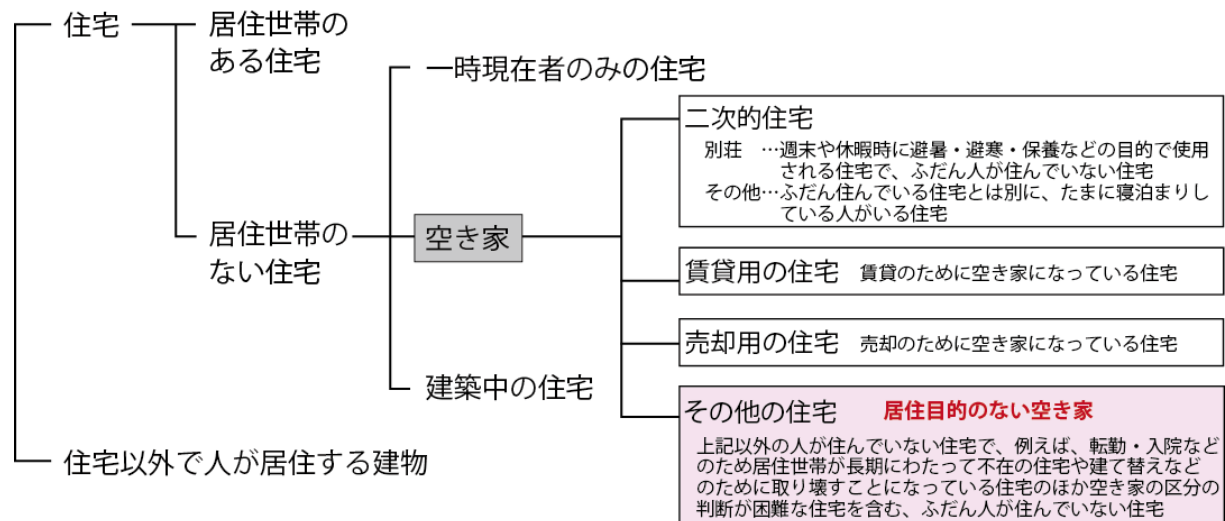 住宅
居住世帯の
ある住宅
一時現在者のみの住宅
二次的住宅
別荘 …週末や休暇時に避暑・避寒・保養などの目的で使用
される住宅で、ふだん人が住んでいない住宅
その他…ふだん住んでいる住宅とは別に、たまに寝泊まりし
ている人がいる住宅
居住世帯の
ない住宅
空き家
賃貸用の住宅 賃貸のために空き家になっている住宅
売却用の住宅 売却のために空き家になっている住宅
建築中の住宅
その他の住宅 居住目的のない空き家
上記以外の人が住んでいない住宅で、例えば、転勤・入院など
のため居住世帯が長期にわたって不在の住宅や建て替えなど
のために取り壊すことになっている住宅のほか空き家の区分の
判断が困難な住宅を含む、ふだん人が住んでいない住宅
住宅以外で人が居住する建物